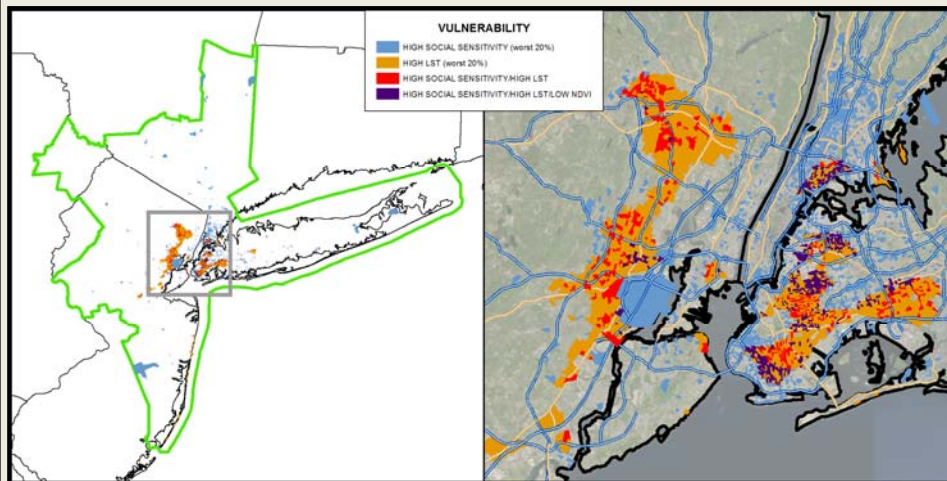 VULNERABILITY
HIGH SOCIAL SENSITIVITY (worst 20%)
HIGH LST (worst 20%)
HIGH SOCIAL SENSITIVITY/HIGH LST
HIGH SOCIAL SENSITIVITY/HIGH LST/LOW NDVI